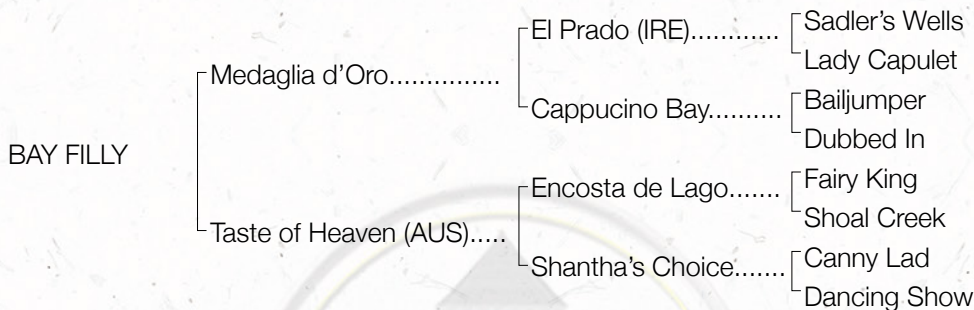 BAY FILLY
Medaglia d’Oro...............
Taste of Heaven (AUS).....
El Prado (IRE)............
Cappucino Bay..........
Encosta de Lago.......
Shantha’s Choice.......
Sadler’s Wells
Lady Capulet
Bailjumper
Dubbed In
Fairy King
Shoal Creek
Canny Lad
Dancing Show